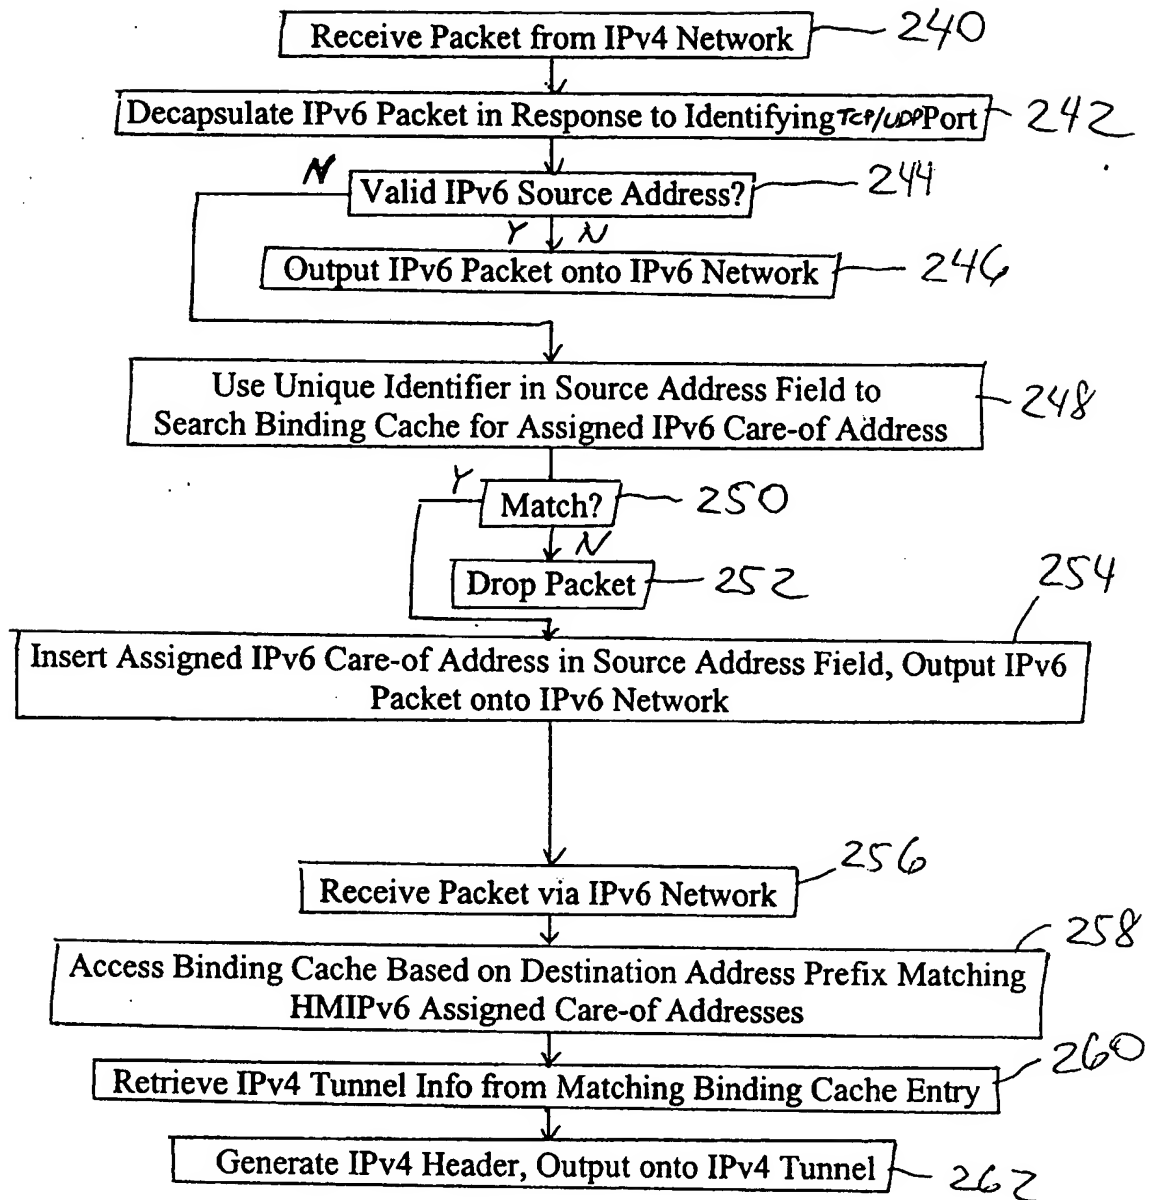 Receive Packet from IPv4 Network 240
Decapsulate IPv6 Packet in Response to Identifying TCP/UDP Port 242
N
Valid IPv6 Source Address? 244
Y N
Output IPv6 Packet onto IPv6 Network 246
Use Unique Identifier in Source Address Field to
Search Binding Cache for Assigned IPv6 Care-of Address
248
Y
Match? 250
N
Drop Packet 252
254
Insert Assigned IPv6 Care-of Address in Source Address Field, Output IPv6
Packet onto IPv6 Network
256
Receive Packet via IPv6 Network
258
Access Binding Cache Based on Destination Address Prefix Matching
HMIPv6 Assigned Care-of Addresses
260
Retrieve IPv4 Tunnel Info from Matching Binding Cache Entry
Generate IPv4 Header, Output onto IPv4 Tunnel 262